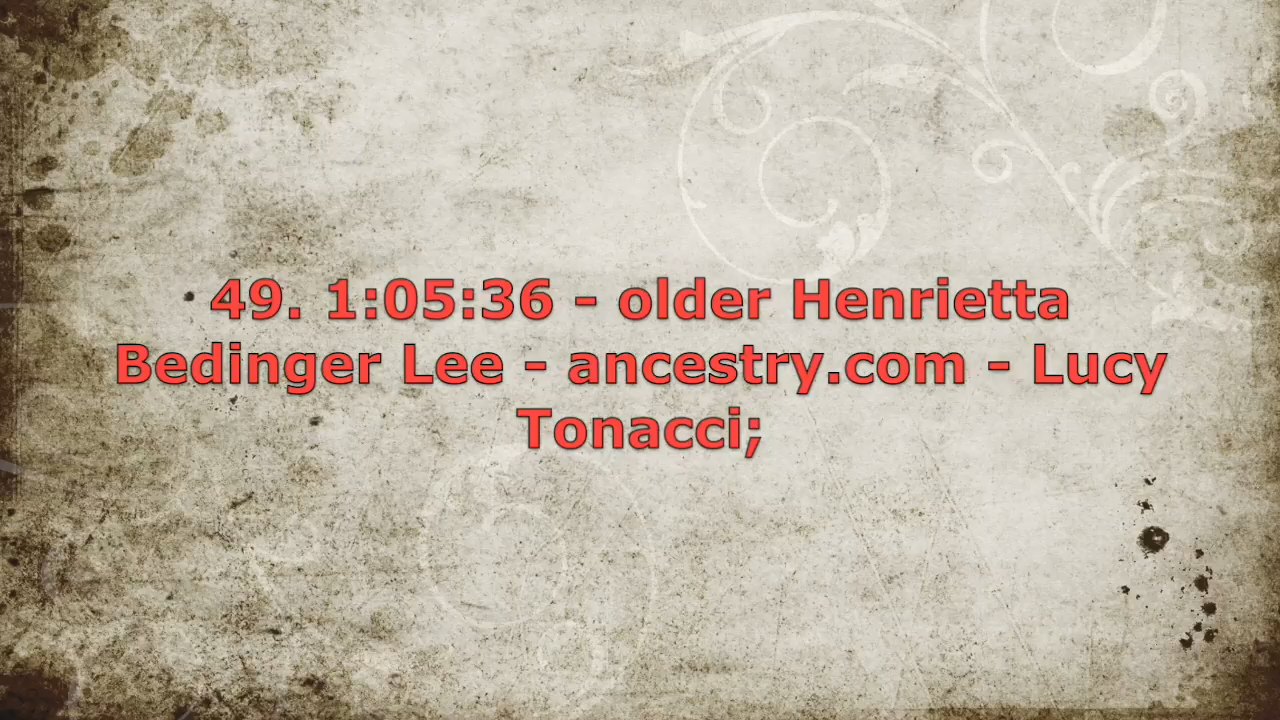 49. 1:05:36 - older Henrietta
Bedinger Lee - ancestry.com - Lucy
Tonacci;